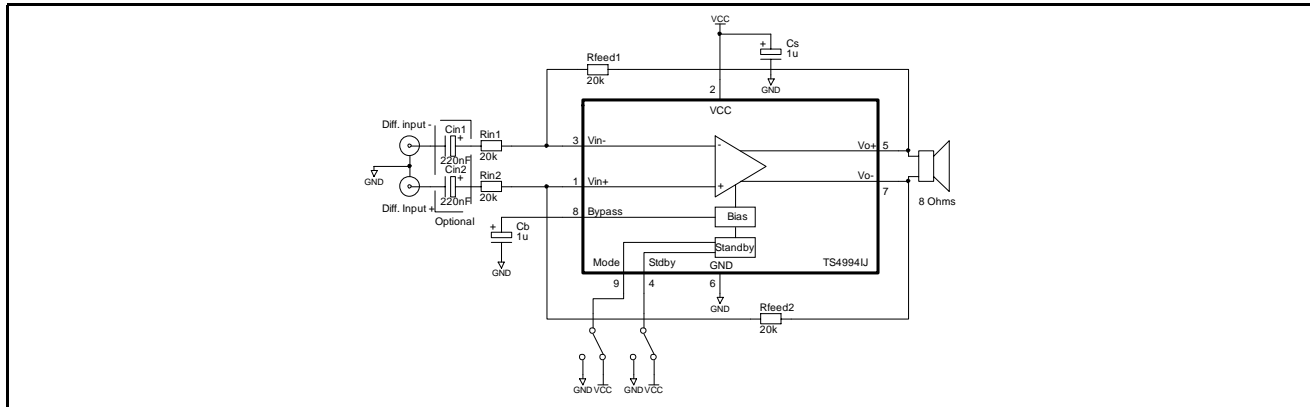 VCC
+
Cs
1u
GND
Rfeed1
20k
2
VCC
Diff. input -
Cin1
+
Rin1
220nF
20k
3
Vin-
-
Vo+
5
GND
Cin2
+
Rin2
220nF
20k
1
Vin+
+
Vo-
7
8 Ohms
Diff. Input +
Optional
8
Bypass
Bias
+
Cb
1u
GND
Standby
Mode
Stdby
GND
TS4994IJ
9
4
6
GND
Rfeed2
20k
GND
VCC
GND
VCC